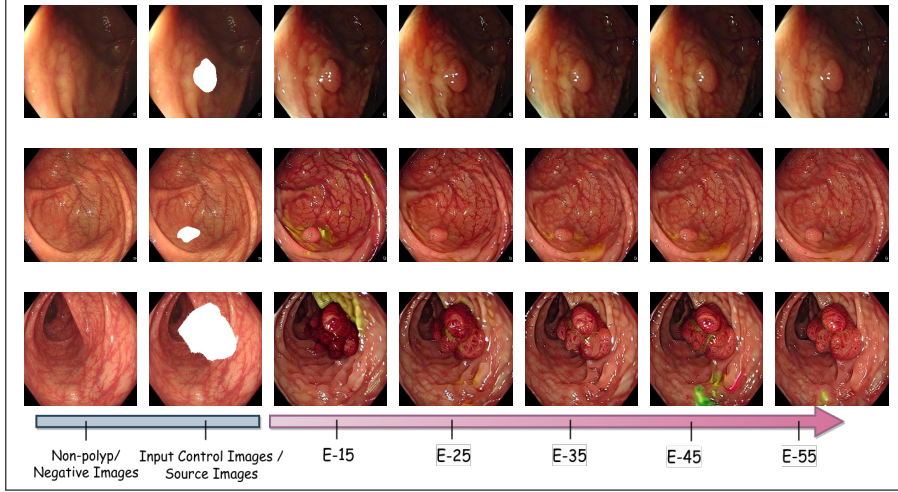 Non-polyp/
Negative Images
Input Control Images /
Source Images
E-15
E-25
E-35
E-45
E-55